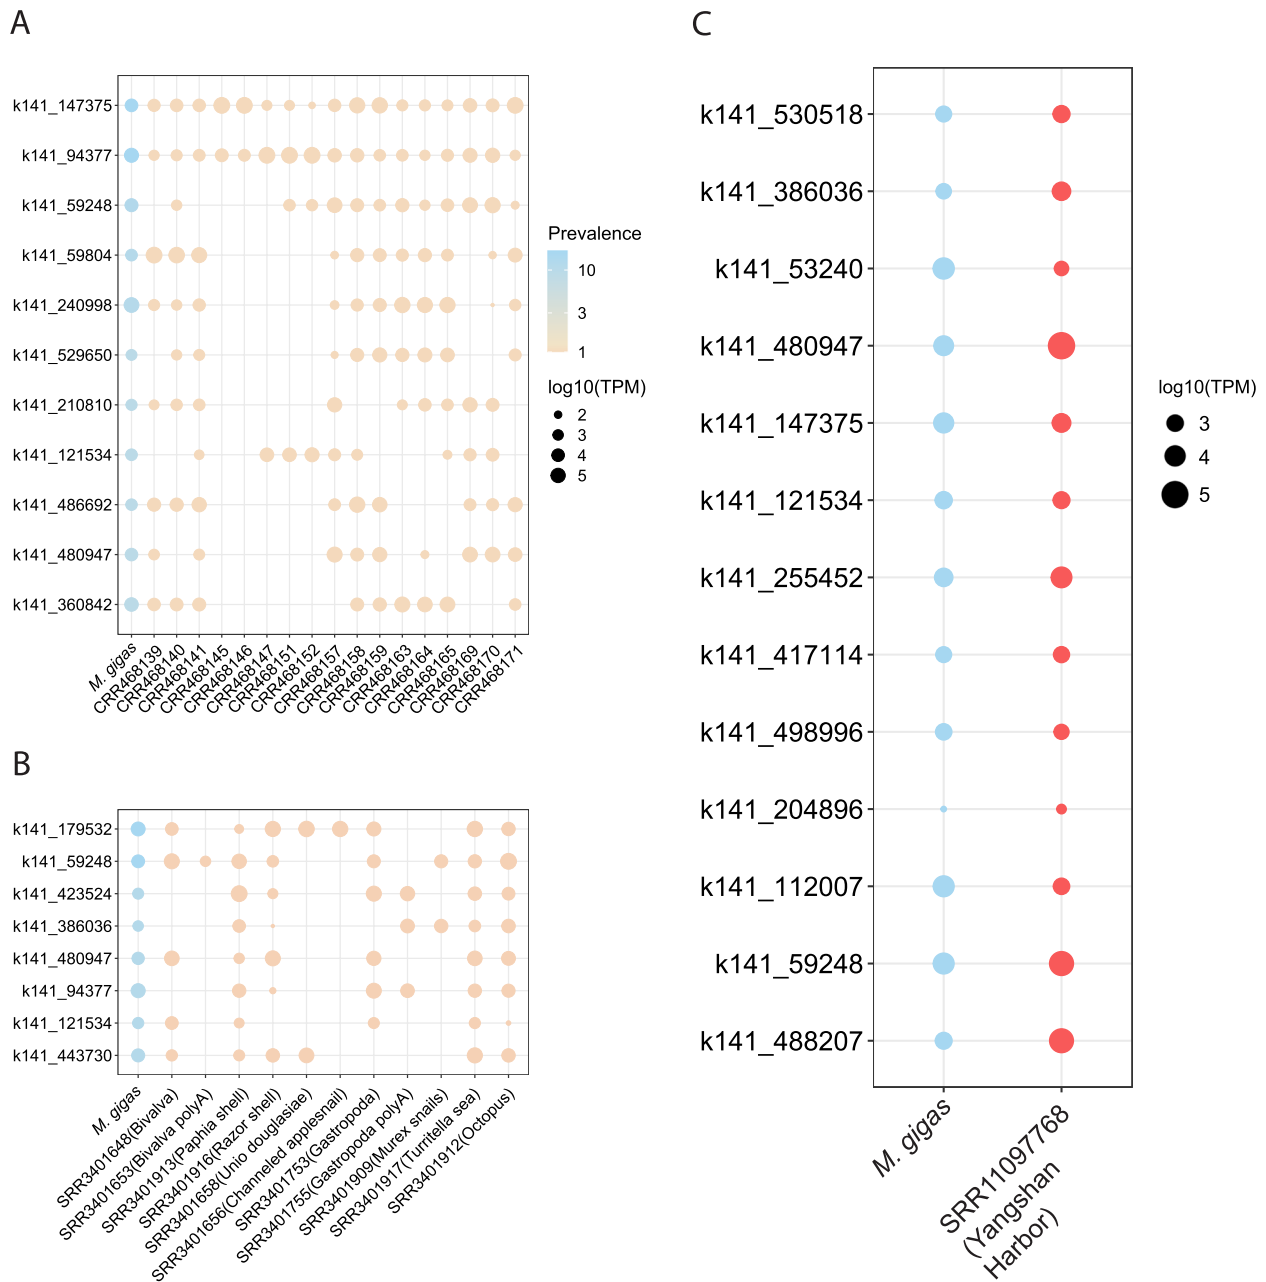 A
k141_147375
k141_94377
k141_59248
k141_59804
k141_240998
k141_529650
k141_210810
k141_121534
k141_486692
k141_480947
k141_360842
M. gigas
CRR468139
CRR468140
CRR468141
CRR468145
CRR468146
CRR468147
CRR468151
CRR468152
CRR468157
CRR468158
CRR468159
CRR468163
CRR468164
CRR468165
CRR468169
CRR468170
CRR468171
Prevalence
10
3
1
log10(TPM)
2
3
4
5
B
k141_179532
k141_59248
k141_423524
k141_386036
k141_480947
k141_94377
k141_121534
k141_443730
M. gigas
SRR3401648(Bivalva)
SRR3401653(Bivalva polyA)
SRR3401913(Paphia shell)
SRR3401916(Razor shell)
SRR3401658(Unio douglasiae)
SRR3401656(Channeled applesnail)
SRR3401753(Gastropoda)
SRR3401755(Gastropoda polyA)
SRR3401909(Murex snails)
SRR3401917(Turritella sea)
SRR3401912(Octopus)
C
k141_530518
k141_386036
k141_53240
k141_480947
k141_147375
k141_121534
k141_255452
k141_417114
k141_498996
k141_204896
k141_112007
k141_59248
k141_488207
M. gigas
SRR11097768
(Yangshan
Harbor)
log10(TPM)
3
4
5